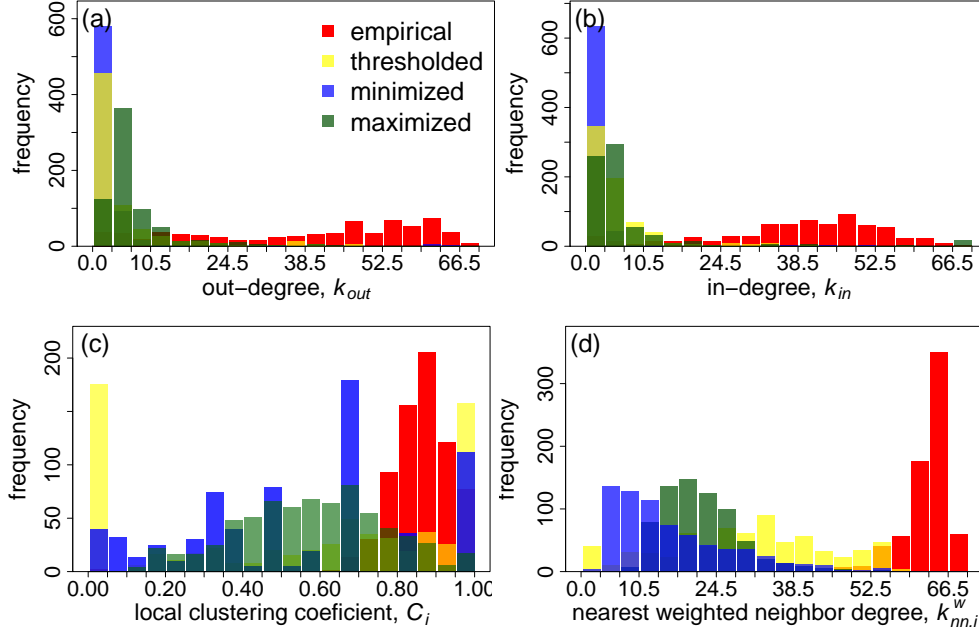 (a)
empirical
thresholded
minimized
maximized
frequency
0 200 400 600
0.0 10.5 24.5 38.5 52.5 66.5
out−degree, k_out
(b)
frequency
0 200 400 600
0.0 10.5 24.5 38.5 52.5 66.5
in−degree, k_in
(c)
frequency
0 50 100 200
0.00 0.20 0.40 0.60 0.80 1.00
local clustering coeficient, C_i
(d)
frequency
0 100 200 300
0.0 10.5 24.5 38.5 52.5 66.5
nearest weighted neighbor degree, k^w_nn,i